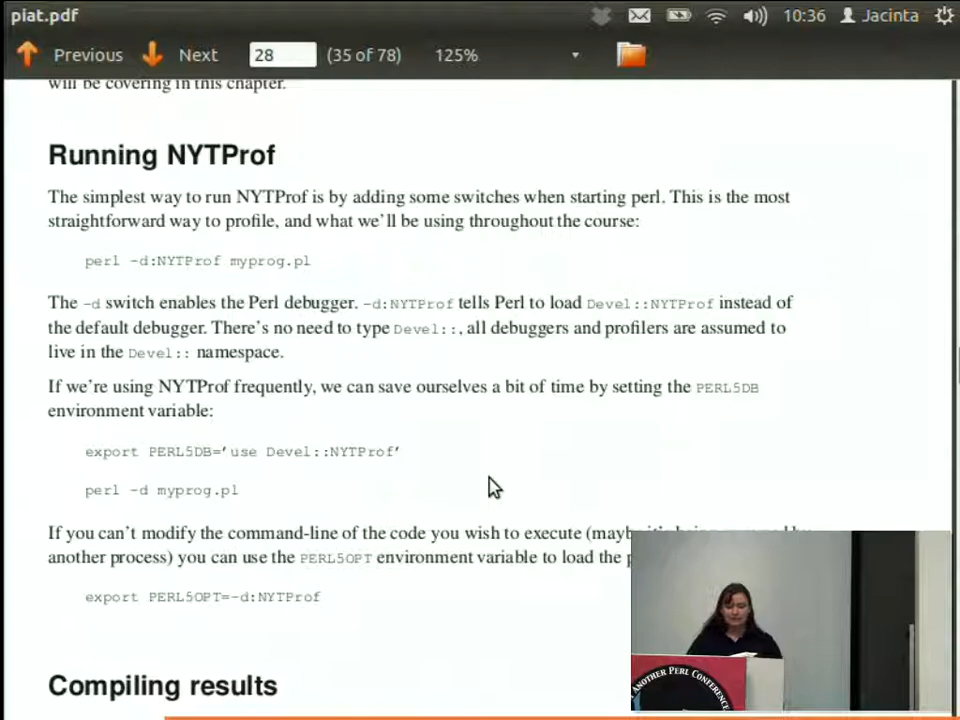 piat.pdf 10:36 Jacinta
Previous Next 28 (35 of 78) 125%
will be covering in this chapter.
Running NYTProf
The simplest way to run NYTProf is by adding some switches when starting perl. This is the most
straightforward way to profile, and what we'll be using throughout the course:
perl -d:NYTProf myprog.pl
The -d switch enables the Perl debugger. -d:NYTProf tells Perl to load Devel::NYTProf instead of
the default debugger. There's no need to type Devel::, all debuggers and profilers are assumed to
live in the Devel:: namespace.
If we're using NYTProf frequently, we can save ourselves a bit of time by setting the PERL5DB
environment variable:
export PERL5DB='use Devel::NYTProf'
perl -d myprog.pl
If you can't modify the command-line of the code you wish to execute (maybe
another process) you can use the PERL5OPT environment variable to load the
export PERL5OPT=-d:NYTProf
Compiling results
ANOTHER PERL CONFERENCE